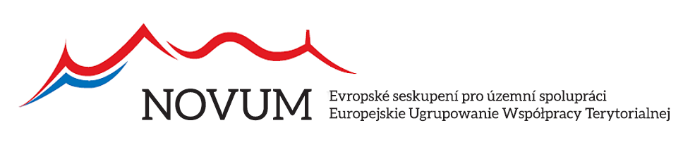 NOVUM
Evropské seskupení pro územní spolupráci
Europejskie Ugrupowanie Współpracy Terytorialnej